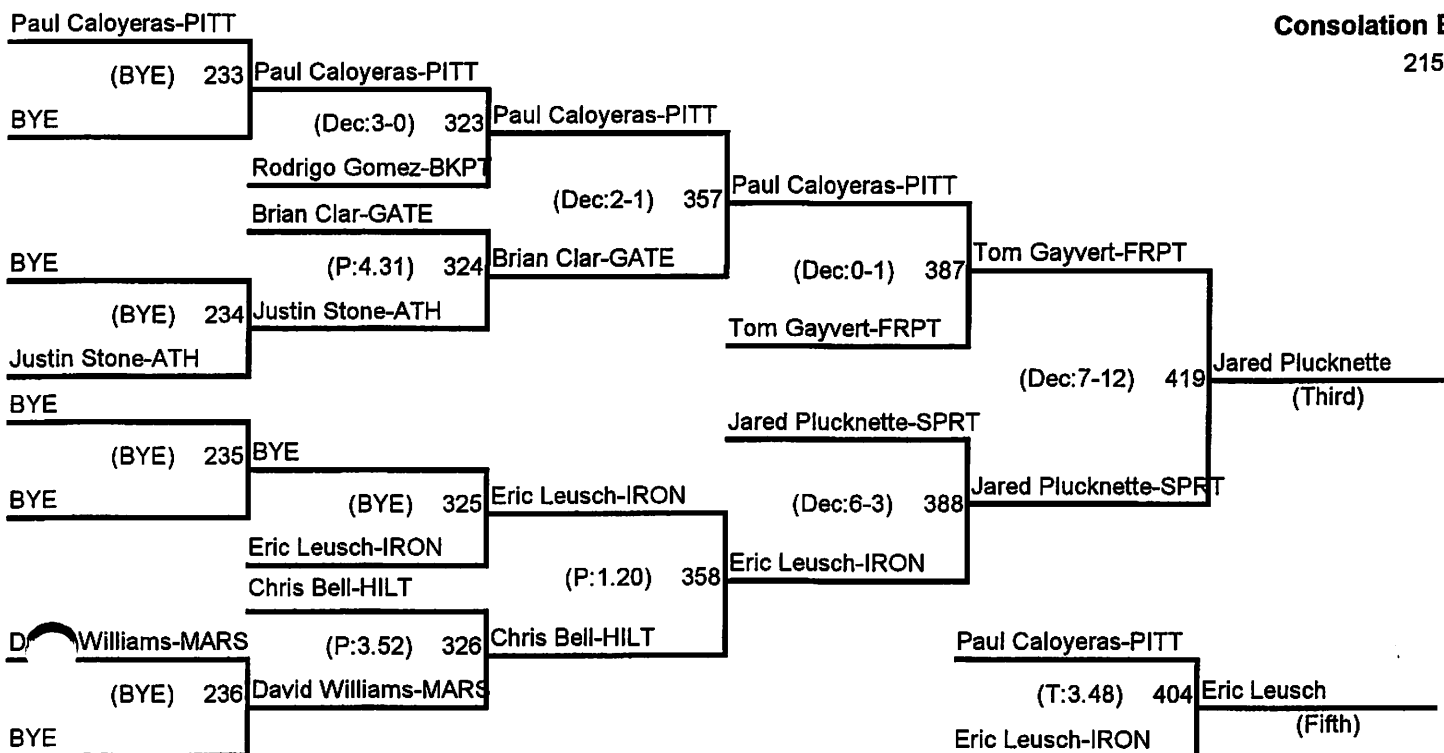 Paul Caloyeras-PITT
Consolation
215
(BYE) 233
Paul Caloyeras-PITT
BYE
(Dec:3-0) 323
Paul Caloyeras-PITT
Rodrigo Gomez-BKPT
Brian Clar-GATE
(Dec:2-1) 357
Paul Caloyeras-PITT
BYE
(P:4.31) 324
Brian Clar-GATE
(BYE) 234
Justin Stone-ATH
Justin Stone-ATH
(Dec:0-1) 387
Tom Gayvert-FRPT
Tom Gayvert-FRPT
(Dec:7-12) 419
Jared Plucknette
(Third)
BYE
(BYE) 235
BYE
BYE
(BYE) 325
Eric Leusch-IRON
Eric Leusch-IRON
Jared Plucknette-SPRT
(Dec:6-3) 388
Jared Plucknette-SPRT
Chris Bell-HILT
(P:1.20) 358
Eric Leusch-IRON
Williams-MARS
(P:3.52) 326
Chris Bell-HILT
(BYE) 236
David Williams-MARS
BYE
Paul Caloyeras-PITT
(T:3.48) 404
Eric Leusch
(Fifth)
Eric Leusch-IRON